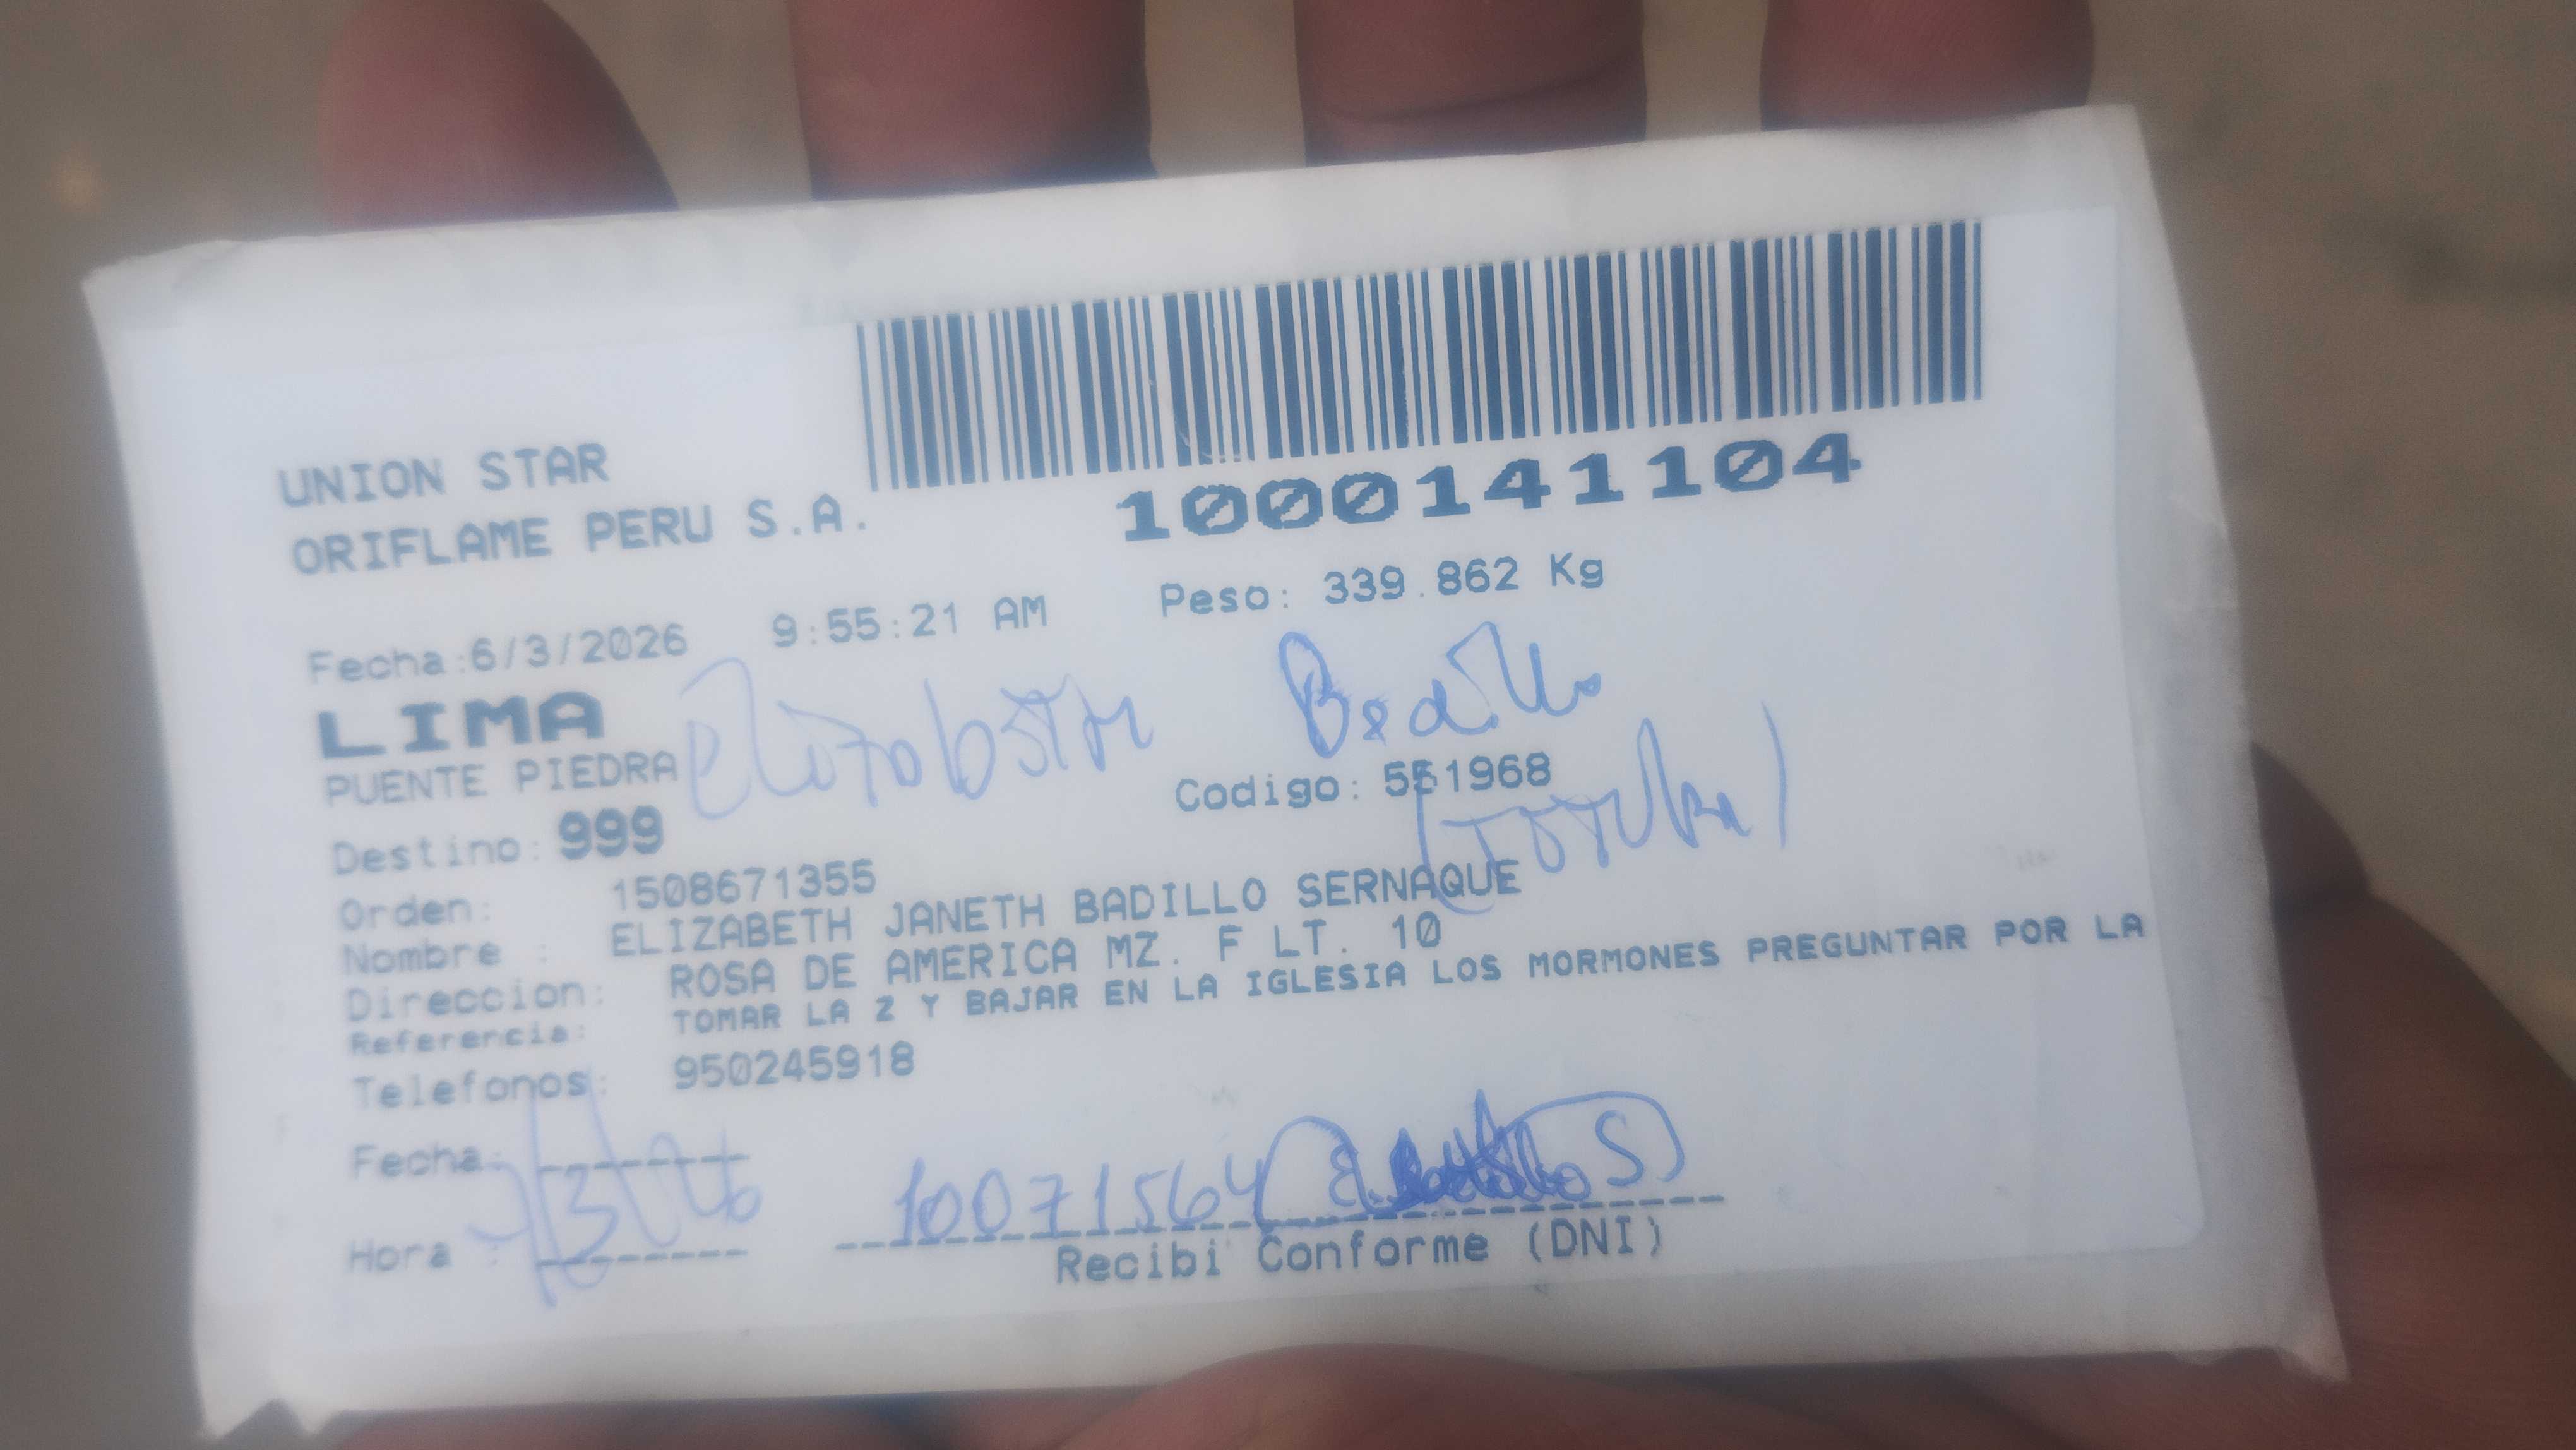 1000141104
UNION STAR
ORIFLAME PERU S.A.
Fecha:6/3/2026 9:55:21 AM Peso: 339.862 Kg
LIMA
Elizabeth Badillo
PUENTE PIEDRA
Codigo: 551968
(Titular)
Destino: 999
Orden: 1508671355
Nombre : ELIZABETH JANETH BADILLO SERNAQUE
Direccion: ROSA DE AMERICA MZ. F LT. 10
Referencia: TOMAR LA Z Y BAJAR EN LA IGLESIA LOS MORMONES PREGUNTAR POR LA
Telefonos: 950245918
Fecha:
10071564
Hora :
Recibi Conforme (DNI)